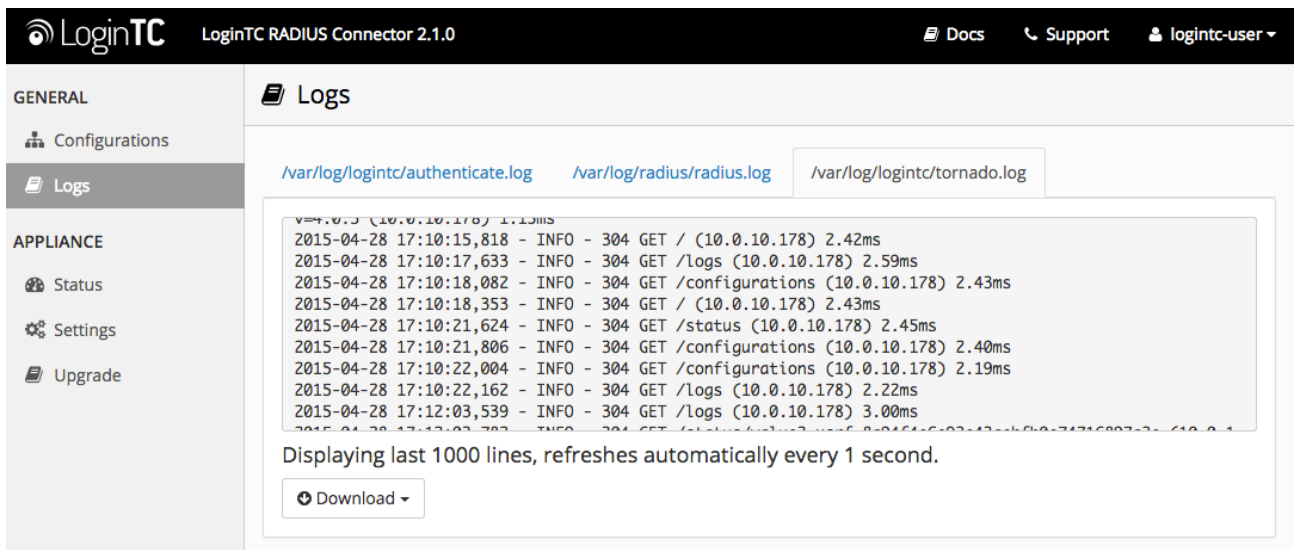 LoginTC LoginTC RADIUS Connector 2.1.0 Docs Support logintc-user
GENERAL
Logs
Configurations
Logs
/var/log/logintc/authenticate.log /var/log/radius/radius.log /var/log/logintc/tornado.log
APPLIANCE
Status
Settings
Upgrade
v=4.0.3 (10.0.10.178) 1.15ms
2015-04-28 17:10:15,818 - INFO - 304 GET / (10.0.10.178) 2.42ms
2015-04-28 17:10:17,633 - INFO - 304 GET /logs (10.0.10.178) 2.59ms
2015-04-28 17:10:18,082 - INFO - 304 GET /configurations (10.0.10.178) 2.43ms
2015-04-28 17:10:18,353 - INFO - 304 GET / (10.0.10.178) 2.43ms
2015-04-28 17:10:21,624 - INFO - 304 GET /status (10.0.10.178) 2.45ms
2015-04-28 17:10:21,806 - INFO - 304 GET /configurations (10.0.10.178) 2.40ms
2015-04-28 17:10:22,004 - INFO - 304 GET /configurations (10.0.10.178) 2.19ms
2015-04-28 17:10:22,162 - INFO - 304 GET /logs (10.0.10.178) 2.22ms
2015-04-28 17:12:03,539 - INFO - 304 GET /logs (10.0.10.178) 3.00ms
Displaying last 1000 lines, refreshes automatically every 1 second.
Download